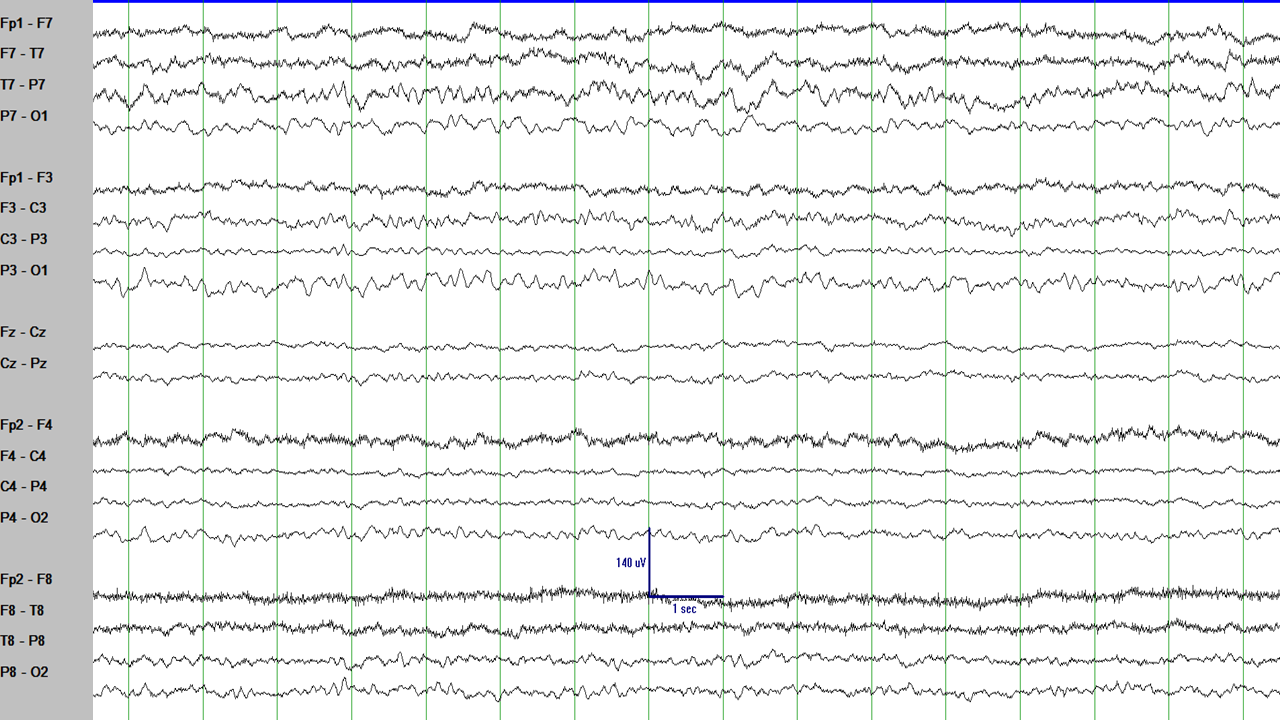 Fp1 - F7
F7 - T7
T7 - P7
P7 - O1
Fp1 - F3
F3 - C3
C3 - P3
P3 - O1
Fz - Cz
Cz - Pz
Fp2 - F4
F4 - C4
C4 - P4
P4 - O2
140 uV
Fp2 - F8
1 sec
F8 - T8
T8 - P8
P8 - O2